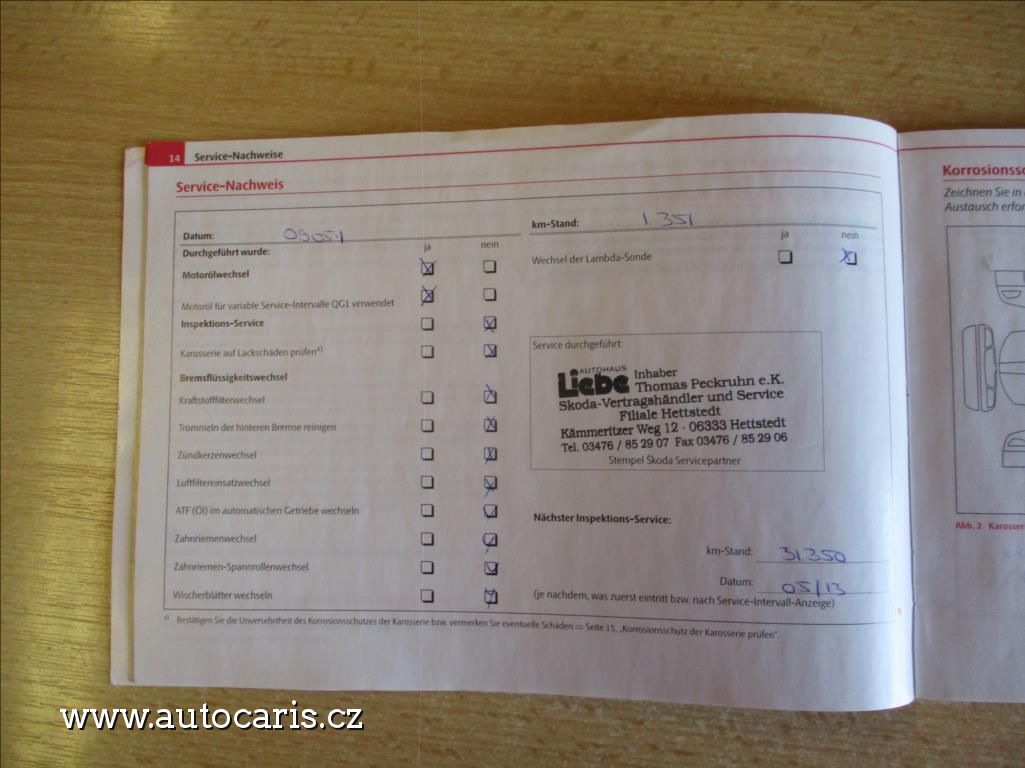 14 Service-Nachweise
Service-Nachweis
Datum:
Durchgeführt wurde: ja nein
Motorölwechsel
Motoröl für variable Service-Intervalle QG1 verwendet
Inspektions-Service
Karosserie auf Lackschäden prüfen a)
Bremsflüssigkeitswechsel
Kraftstofffilterwechsel
Trommeln der hinteren Bremse reinigen
Zündkerzenwechsel
Luftfiltereinsatzwechsel
ATF (Öl) im automatischen Getriebe wechseln
Zahnriemenwechsel
Zahnriemen-Spannrollenwechsel
Wischerblätter wechseln
km-Stand: 1.351
ja nein
Wechsel der Lambda-Sonde
Service durchgeführt:
AUTOHAUS
Liebe Inhaber
Thomas Peckruhn e.K.
Skoda-Vertragshändler und Service
Filiale Hettstedt
Kämmeritzer Weg 12 · 06333 Hettstedt
Tel. 03476 / 85 29 07 Fax 03476 / 85 29 06
Stempel Škoda Servicepartner
Nächster Inspektions-Service:
km-Stand: 31.350
Datum: 05/13
(je nachdem, was zuerst eintritt bzw. nach Service-Intervall-Anzeige)
a) Bestätigen Sie die Unversehrtheit des Korrosionsschutzes der Karosserie bzw. vermerken Sie eventuelle Schäden ⇒ Seite 15, „Korrosionsschutz der Karosserie prüfen“.
Korrosionssc
Zeichnen Sie in
Austausch erfor
Abb. 2 Karosser
www.autocaris.cz